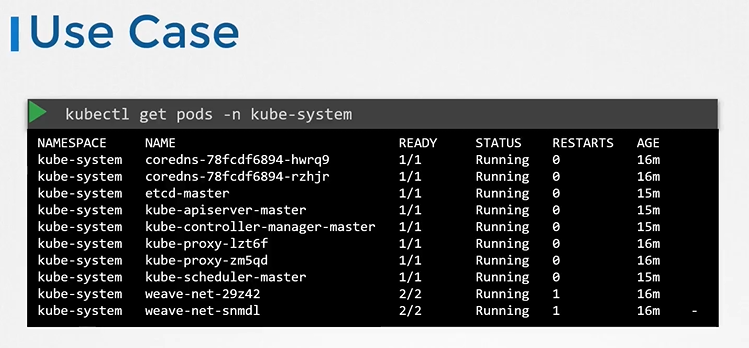 Use Case
kubectl get pods -n kube-system
NAMESPACE NAME READY STATUS RESTARTS AGE
kube-system coredns-78fcdf6894-hwrq9 1/1 Running 0 16m
kube-system coredns-78fcdf6894-rzhjr 1/1 Running 0 16m
kube-system etcd-master 1/1 Running 0 15m
kube-system kube-apiserver-master 1/1 Running 0 15m
kube-system kube-controller-manager-master 1/1 Running 0 15m
kube-system kube-proxy-lzt6f 1/1 Running 0 16m
kube-system kube-proxy-zm5qd 1/1 Running 0 16m
kube-system kube-scheduler-master 1/1 Running 0 15m
kube-system weave-net-29z42 2/2 Running 1 16m
kube-system weave-net-snmdl 2/2 Running 1 16m -